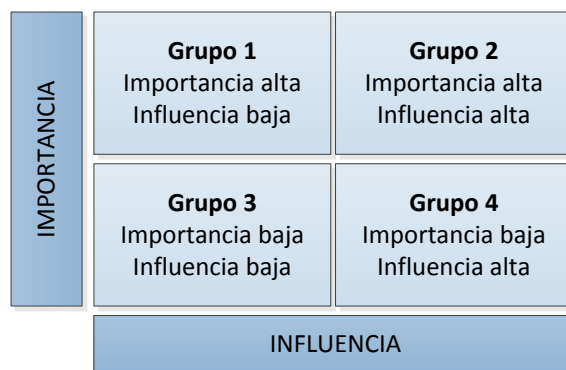 IMPORTANCIA
Grupo 1
Importancia alta
Influencia baja
Grupo 2
Importancia alta
Influencia alta
Grupo 3
Importancia baja
Influencia baja
Grupo 4
Importancia baja
Influencia alta
INFLUENCIA